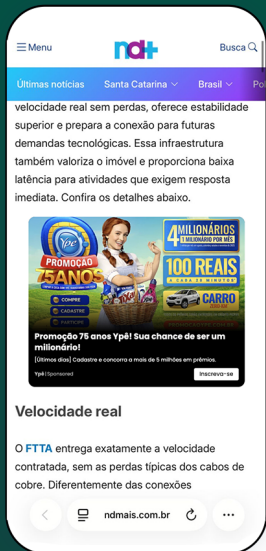 Menu
nd+
Busca
Últimas notícias Santa Catarina Brasil Pol
velocidade real sem perdas, oferece estabilidade
superior e prepara a conexão para futuras
demandas tecnológicas. Essa infraestrutura
também valoriza o imóvel e proporciona baixa
latência para atividades que exigem resposta
imediata. Confira os detalhes abaixo.
Ypê
PROMOÇÃO
75 ANOS
COMPRE
CADASTRE
PARTICIPE
4 MILIONÁRIOS
1 MILIONÁRIO POR MÊS
100 REAIS
A CADA 20 MINUTOS
CARRO
Promoção 75 anos Ypê! Sua chance de ser um
milionário!
[Últimos dias] Cadastre e concorra a mais de 5 milhões em prêmios.
Ypê | Sponsored
Inscreva-se
Velocidade real
O FTTA entrega exatamente a velocidade
contratada, sem as perdas típicas dos cabos de
cobre. Diferentemente das conexões
ndmais.com.br